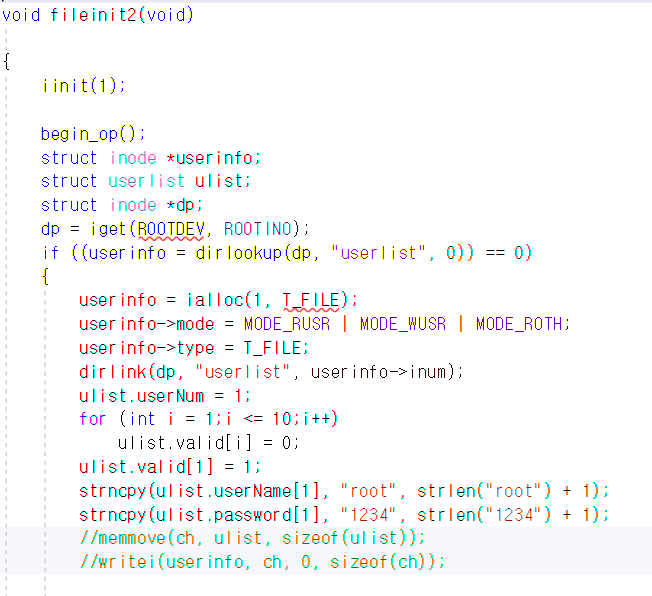 void fileinit2(void)
{
iinit(1);
begin_op();
struct inode *userinfo;
struct userlist ulist;
struct inode *dp;
dp = iget(ROOTDEV, ROOTINO);
if ((userinfo = dirlookup(dp, "userlist", 0)) == 0)
{
userinfo = ialloc(1, T_FILE);
userinfo->mode = MODE_RUSR | MODE_WUSR | MODE_ROTH;
userinfo->type = T_FILE;
dirlink(dp, "userlist", userinfo->inum);
ulist.userNum = 1;
for (int i = 1;i <= 10;i++)
ulist.valid[i] = 0;
ulist.valid[1] = 1;
strncpy(ulist.userName[1], "root", strlen("root") + 1);
strncpy(ulist.password[1], "1234", strlen("1234") + 1);
//memmove(ch, ulist, sizeof(ulist));
//writei(userinfo, ch, 0, sizeof(ch));